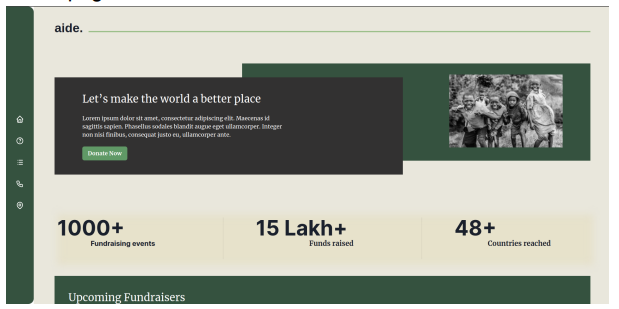 aide.
Let's make the world a better place
Lorem ipsum dolor sit amet, consectetur adipiscing elit. Maecenas id
sagittis sapien. Phasellus sodales blandit augue eget ullamcorper. Integer
non nisi finibus, consequat justo eu, ullamcorper ante.
Donate Now
1000+
Fundraising events
15 Lakh+
Funds raised
48+
Countries reached
Upcoming Fundraisers